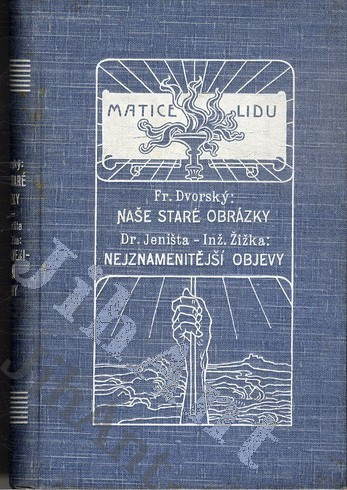 MATICE LIDU
Fr. Dvorský:
NAŠE STARÉ OBRÁZKY
Dr. Jeništa - Inž. Žižka:
NEJZNAMENITĚJŠÍ OBJEVY